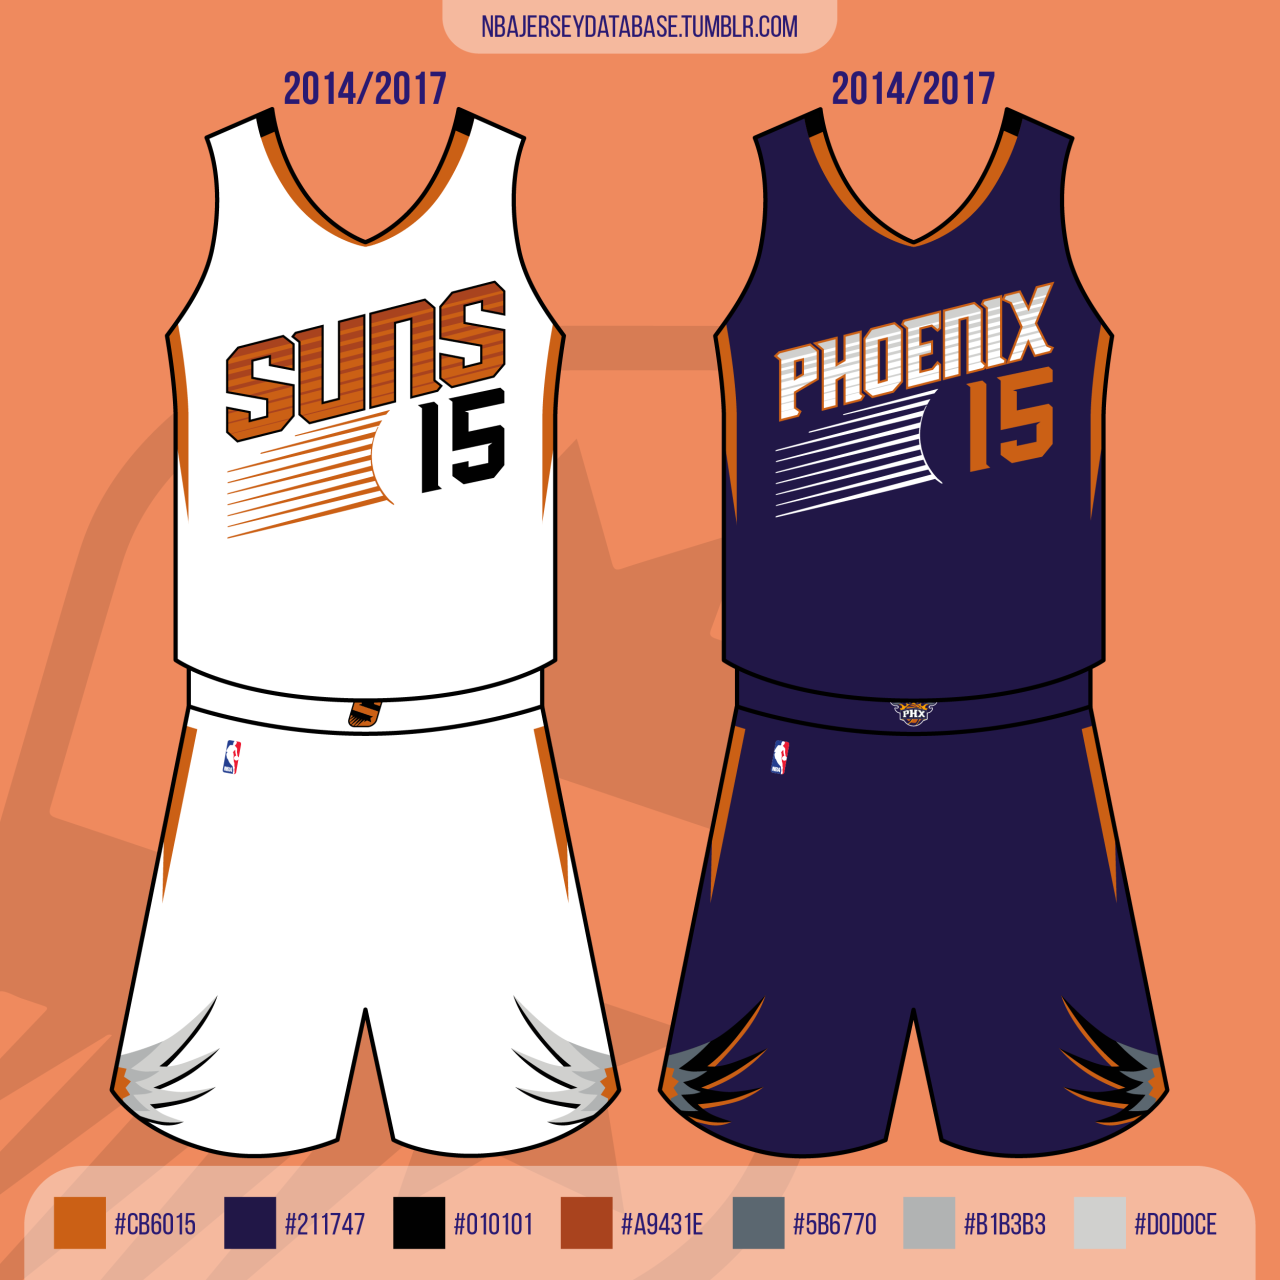 NBAJERSEYDATABASE.TUMBLR.COM
2014/2017
2014/2017
SUNS
15
PHOENIX
15
PHX
#CB6015
#211747
#010101
#A9431E
#5B6770
#B1B3B3
#D0D0CE